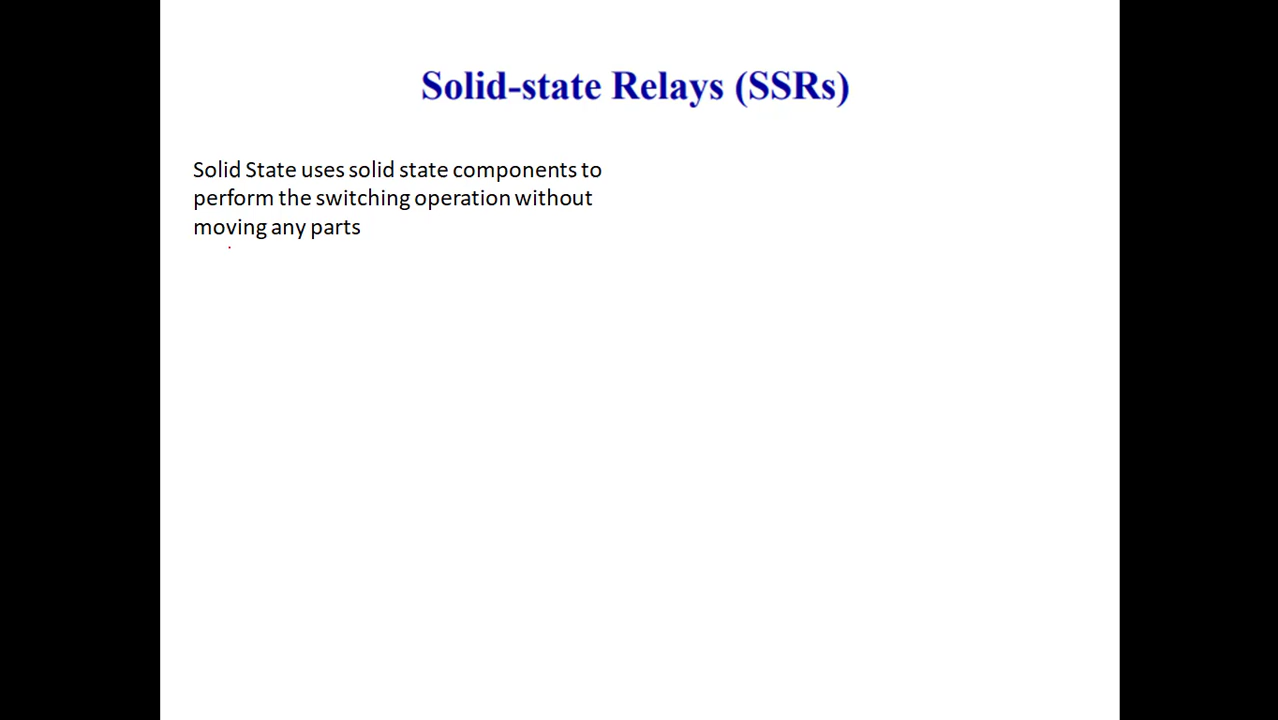 Solid-state Relays (SSRs)
Solid State uses solid state components to
perform the switching operation without
moving any parts